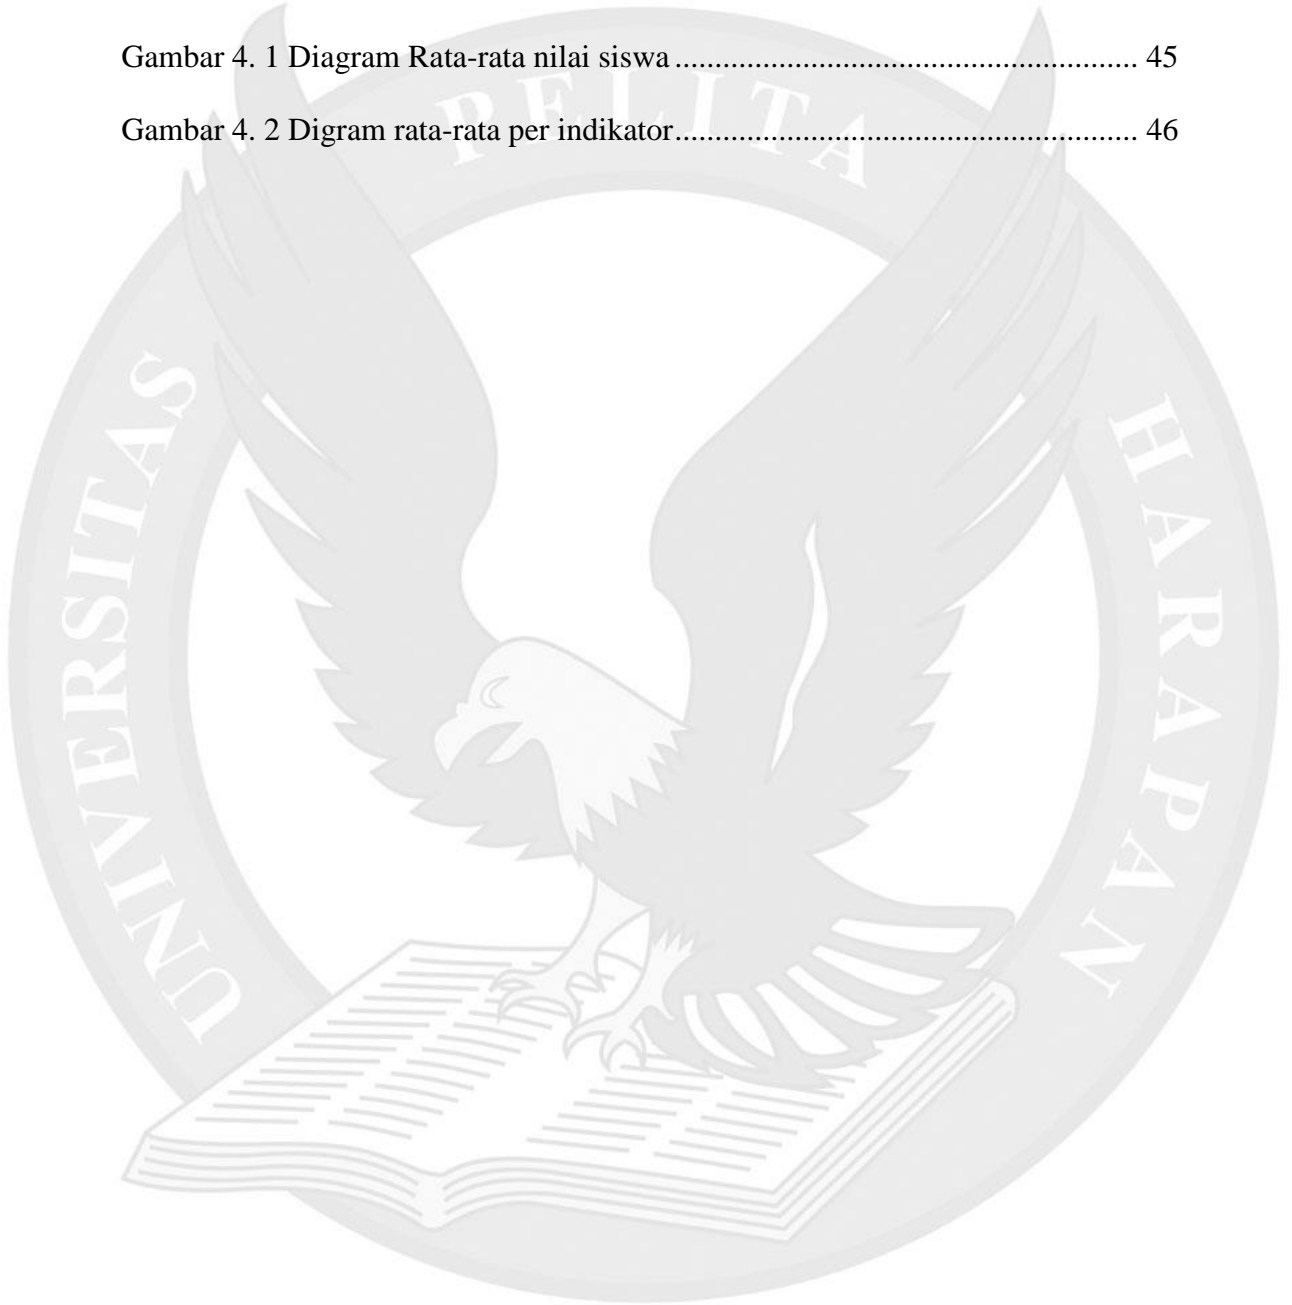 Gambar 4. 1 Diagram Rata-rata nilai siswa ........................................................ 45
Gambar 4. 2 Digram rata-rata per indikator........................................................ 46
UNIVERSITAS PELITA HARAPAN